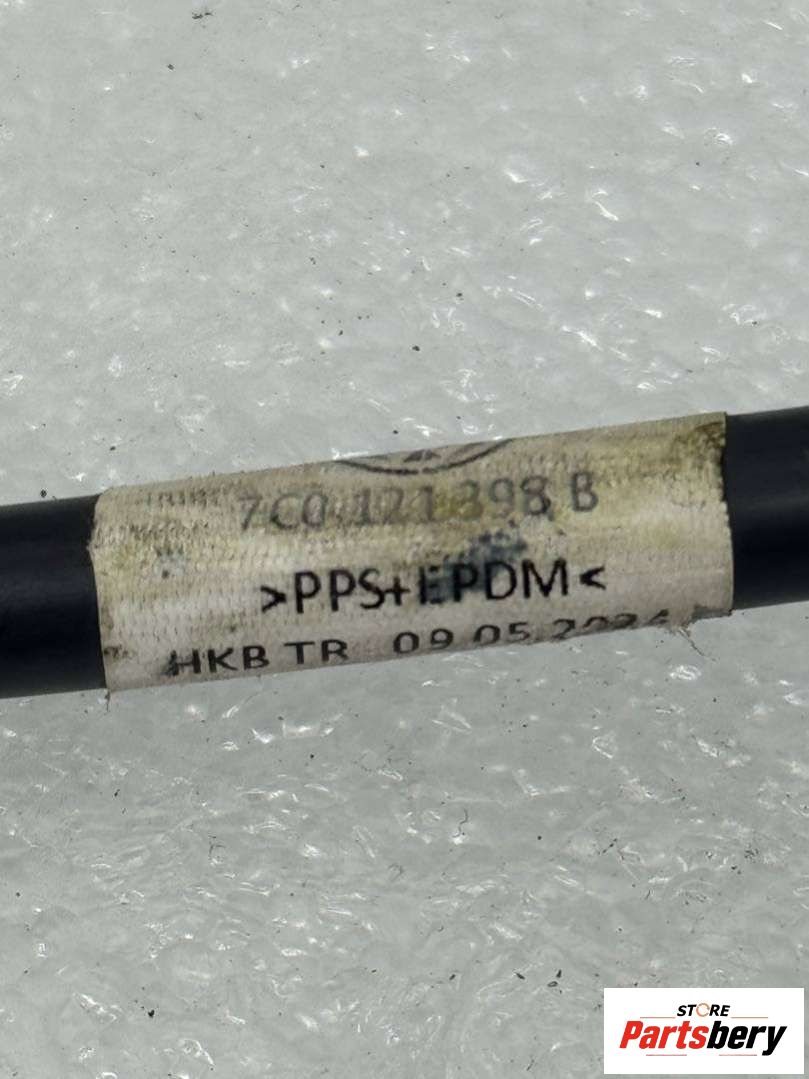 7C0 121 398 B
>PPS+EPDM<
HKB TR 09.05.2024
STORE
Partsbery